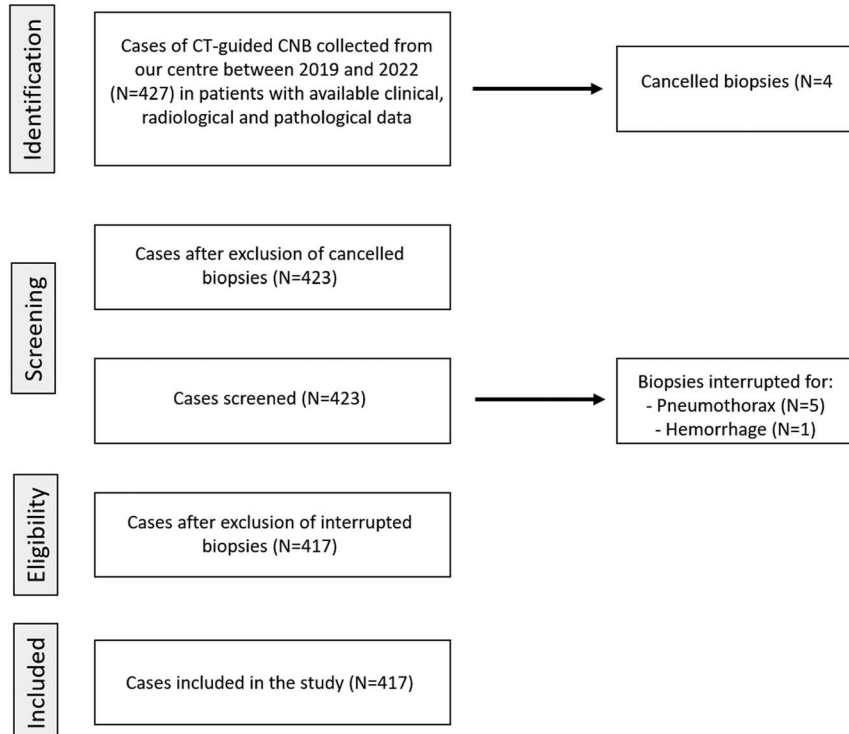 Identification
Cases of CT-guided CNB collected from
our centre between 2019 and 2022
(N=427) in patients with available clinical,
radiological and pathological data
Cancelled biopsies (N=4
Screening
Cases after exclusion of cancelled
biopsies (N=423)
Cases screened (N=423)
Biopsies interrupted for:
- Pneumothorax (N=5)
- Hemorrhage (N=1)
Eligibility
Cases after exclusion of interrupted
biopsies (N=417)
Included
Cases included in the study (N=417)